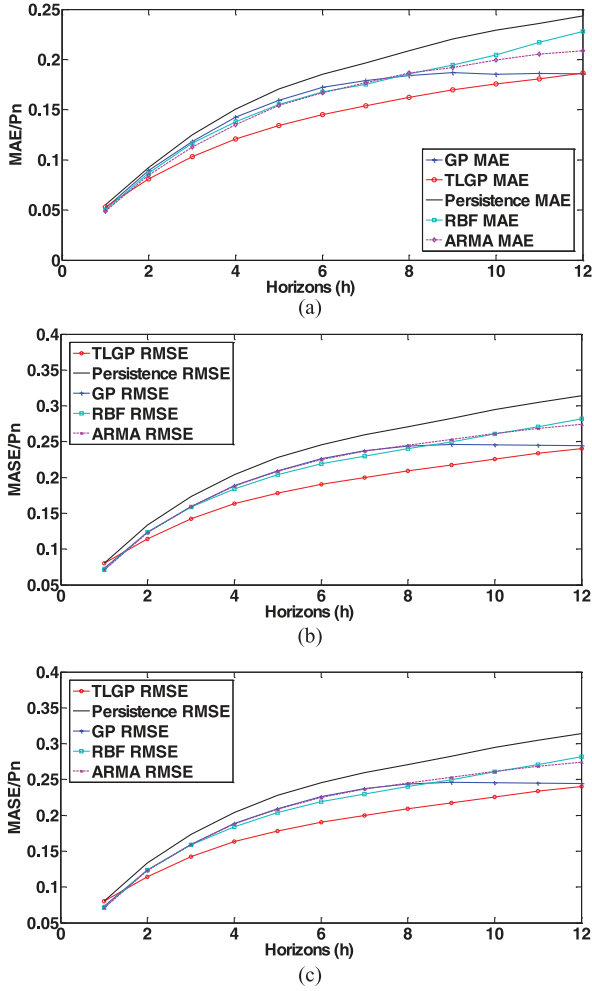 0.25
0.2
0.15
0.1
0.05
0
MAE/Pn
GP MAE
TLGP MAE
Persistence MAE
RBF MAE
ARMA MAE
0 2 4 6 8 10 12
Horizons (h)
(a)
0.4
0.35
0.3
0.25
0.2
0.15
0.1
0.05
MASE/Pn
TLGP RMSE
Persistence RMSE
GP RMSE
RBF RMSE
ARMA RMSE
0 2 4 6 8 10 12
Horizons (h)
(b)
0.4
0.35
0.3
0.25
0.2
0.15
0.1
0.05
MASE/Pn
TLGP RMSE
Persistence RMSE
GP RMSE
RBF RMSE
ARMA RMSE
0 2 4 6 8 10 12
Horizons (h)
(c)